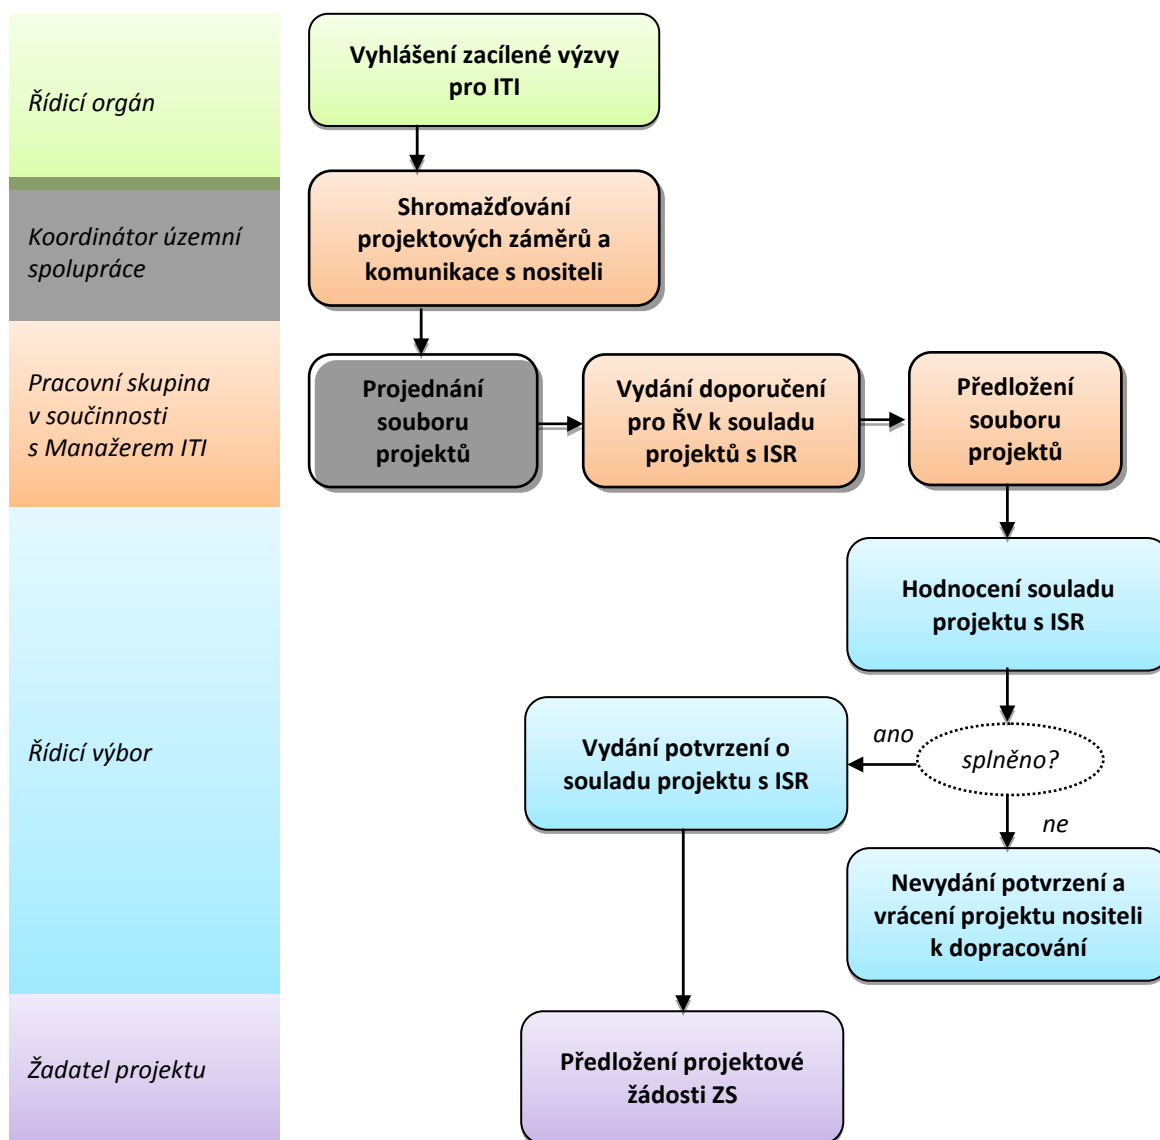 Řídicí orgán
Vyhlášení zacílené výzvy
pro ITI
Koordinátor územní
spolupráce
Shromažďování
projektových záměrů a
komunikace s nositeli
Pracovní skupina
v součinnosti
s Manažerem ITI
Projednání
souboru
projektů
Vydání doporučení
pro ŘV k souladu
projektů s ISR
Předložení
souboru
projektů
Řídicí výbor
Hodnocení souladu
projektu s ISR
splněno?
ano
Vydání potvrzení o
souladu projektu s ISR
ne
Nevydání potvrzení a
vrácení projektu nositeli
k dopracování
Žadatel projektu
Předložení projektové
žádosti ZS